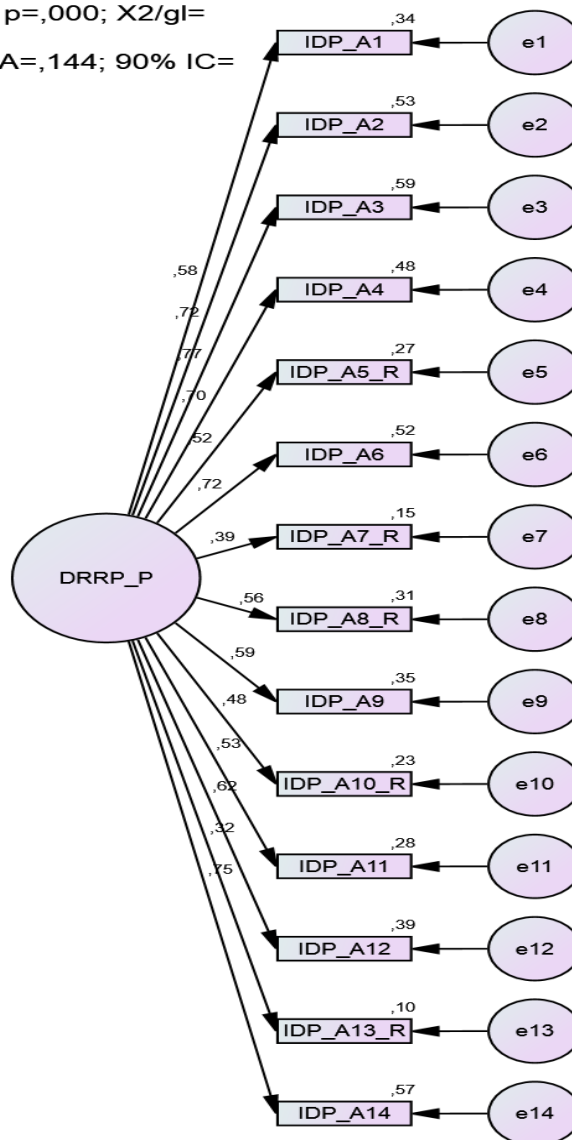 p=,000; X2/gl=
A=,144; 90% IC=
,34
IDP_A1
e1
,53
IDP_A2
e2
,59
IDP_A3
e3
,48
IDP_A4
e4
,58
,72
,77
,70
,27
IDP_A5_R
e5
,52
IDP_A6
e6
52
,72
,39
,15
IDP_A7_R
e7
DRRP_P
,56
,31
IDP_A8_R
e8
,59
,35
IDP_A9
e9
,48
,53
,62
,32
,75
,23
IDP_A10_R
e10
,28
IDP_A11
e11
,39
IDP_A12
e12
,10
IDP_A13_R
e13
,57
IDP_A14
e14